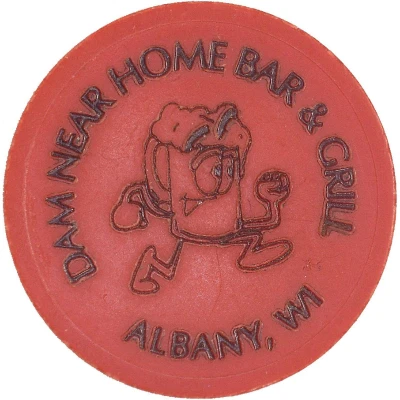 DAM NEAR HOME BAR & GRILL
ALBANY, WI